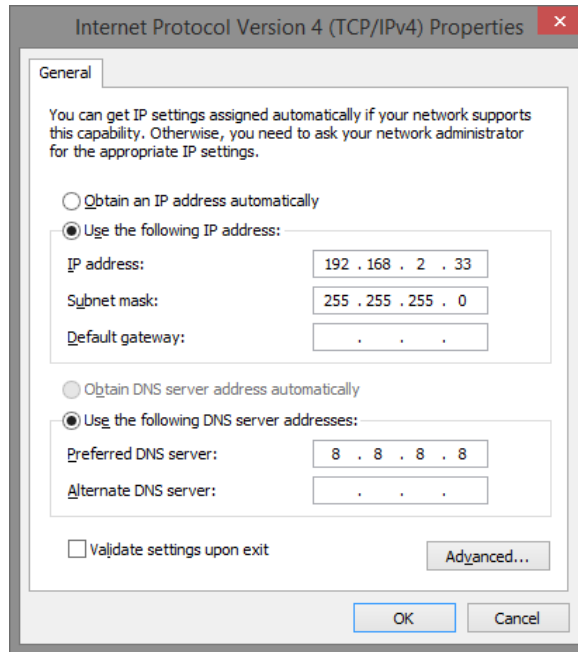 Internet Protocol Version 4 (TCP/IPv4) Properties
General
You can get IP settings assigned automatically if your network supports
this capability. Otherwise, you need to ask your network administrator
for the appropriate IP settings.
Obtain an IP address automatically
Use the following IP address:
IP address: 192 . 168 . 2 . 33
Subnet mask: 255 . 255 . 255 . 0
Default gateway: . . .
Obtain DNS server address automatically
Use the following DNS server addresses:
Preferred DNS server: 8 . 8 . 8 . 8
Alternate DNS server: . . .
Validate settings upon exit
Advanced...
OK Cancel